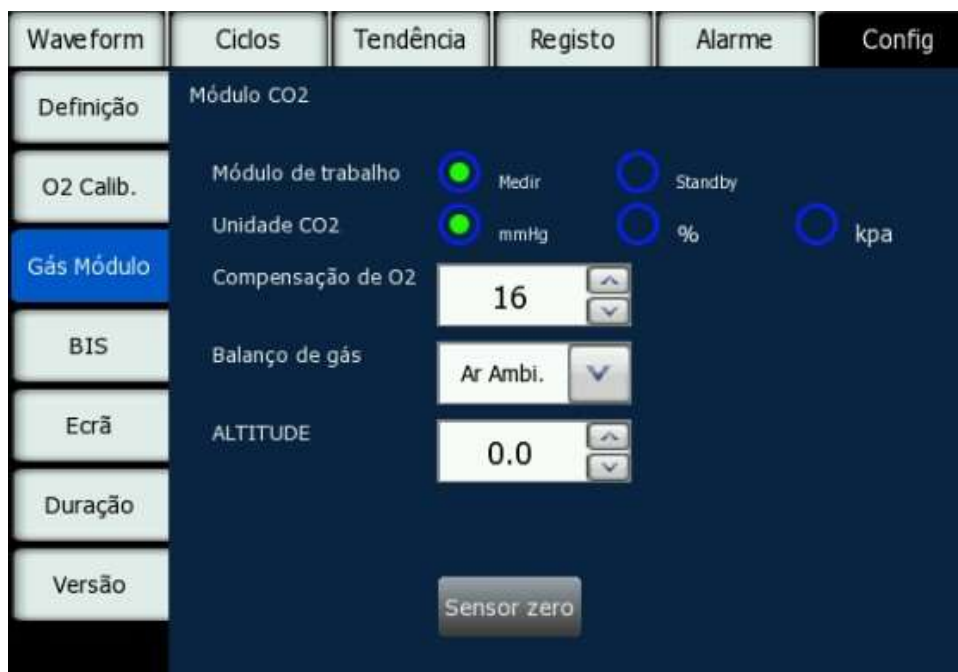 Waveform Ciclos Tendência Registo Alarme Config
Definição
O2 Calib.
Gás Módulo
BIS
Ecrã
Duração
Versão
Módulo CO2
Módulo de trabalho Medir Standby
Unidade CO2 mmHg % kpa
Compensação de O2 16
Balanço de gás Ar Ambi.
ALTITUDE 0.0
Sensor zero